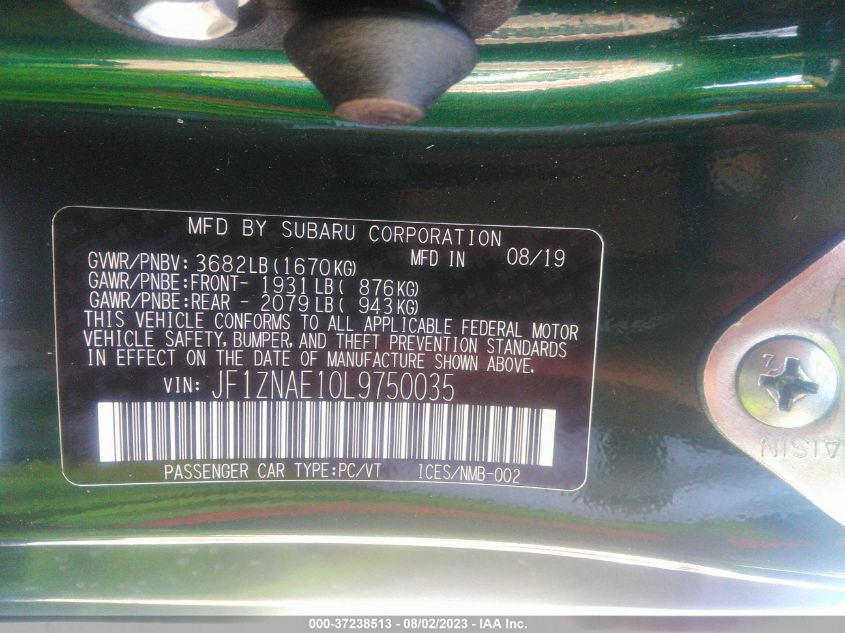 MFD BY SUBARU CORPORATION
GVWR/PNBV: 3682LB(1670KG) MFD IN 08/19
GAWR/PNBE:FRONT- 1931LB( 876KG)
GAWR/PNBE:REAR - 2079LB( 943KG)
THIS VEHICLE CONFORMS TO ALL APPLICABLE FEDERAL MOTOR
VEHICLE SAFETY, BUMPER, AND THEFT PREVENTION STANDARDS
IN EFFECT ON THE DATE OF MANUFACTURE SHOWN ABOVE.
VIN: JF1ZNAE10L9750035
PASSENGER CAR TYPE:PC/VT ICES/NMB-002
7
AISIN
000-37238513 - 08/02/2023 - IAA Inc.